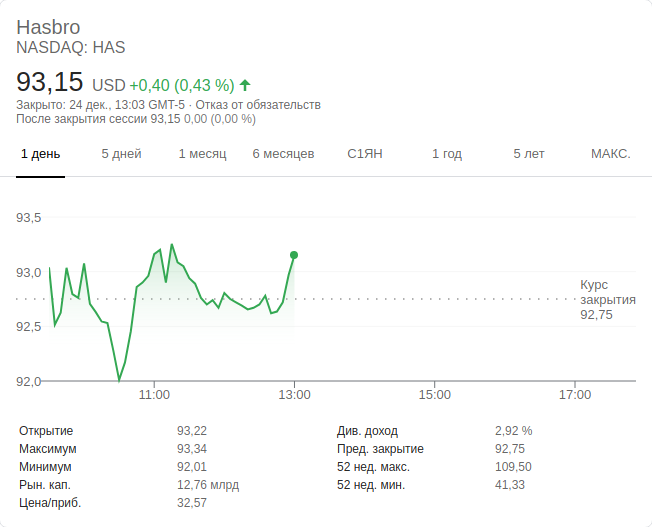 Hasbro
NASDAQ: HAS
93,15 USD +0,40 (0,43 %)
Закрыто: 24 дек., 13:03 GMT-5 · Отказ от обязательств
После закрытия сессии 93,15 0,00 (0,00 %)
1 день 5 дней 1 месяц 6 месяцев С1ЯН 1 год 5 лет МАКС.
93,5
93,0
Курс
закрытия
92,75
92,5
92,0
11:00 13:00 15:00 17:00
Открытие 93,22 Див. доход 2,92 %
Максимум 93,34 Пред. закрытие 92,75
Минимум 92,01 52 нед. макс. 109,50
Рын. кап. 12,76 млрд 52 нед. мин. 41,33
Цена/приб. 32,57